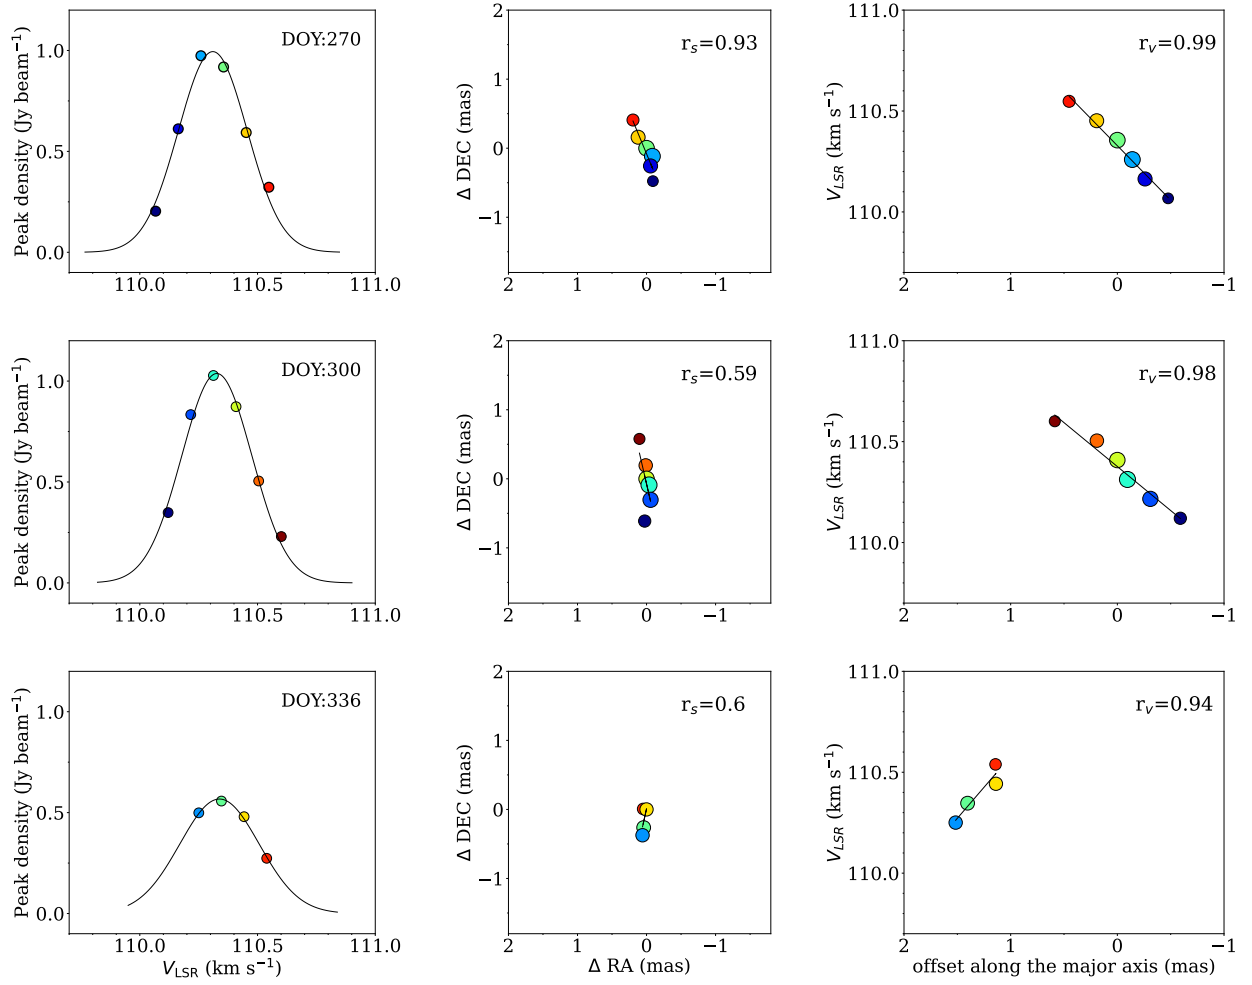 DOY:270
Peak density (Jy beam⁻¹)
1.0
0.5
0.0
110.0 110.5 111.0
r_s=0.93
Δ DEC (mas)
2
1
0
−1
2 1 0 −1
r_v=0.99
V_LSR (km s⁻¹)
111.0
110.5
110.0
2 1 0 −1
DOY:300
Peak density (Jy beam⁻¹)
1.0
0.5
0.0
110.0 110.5 111.0
r_s=0.59
Δ DEC (mas)
2
1
0
−1
2 1 0 −1
r_v=0.98
V_LSR (km s⁻¹)
111.0
110.5
110.0
2 1 0 −1
DOY:336
Peak density (Jy beam⁻¹)
1.0
0.5
0.0
110.0 110.5 111.0
V_LSR (km s⁻¹)
r_s=0.6
Δ DEC (mas)
2
1
0
−1
2 1 0 −1
Δ RA (mas)
r_v=0.94
V_LSR (km s⁻¹)
111.0
110.5
110.0
2 1 0 −1
offset along the major axis (mas)